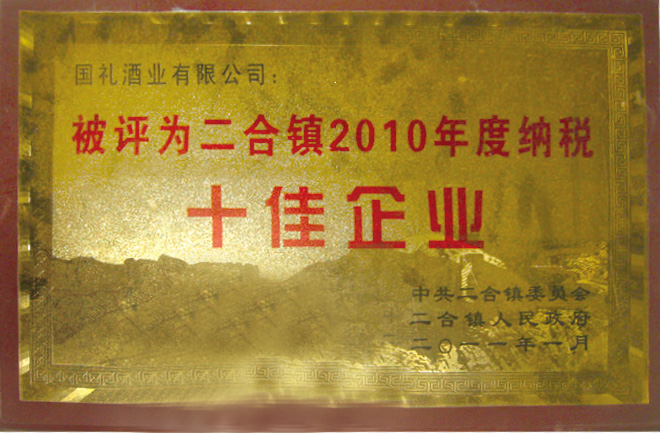 国礼酒业有限公司：
被评为二合镇2010年度纳税
十佳企业
中共二合镇委员会
二合镇人民政府
二〇一一年一月